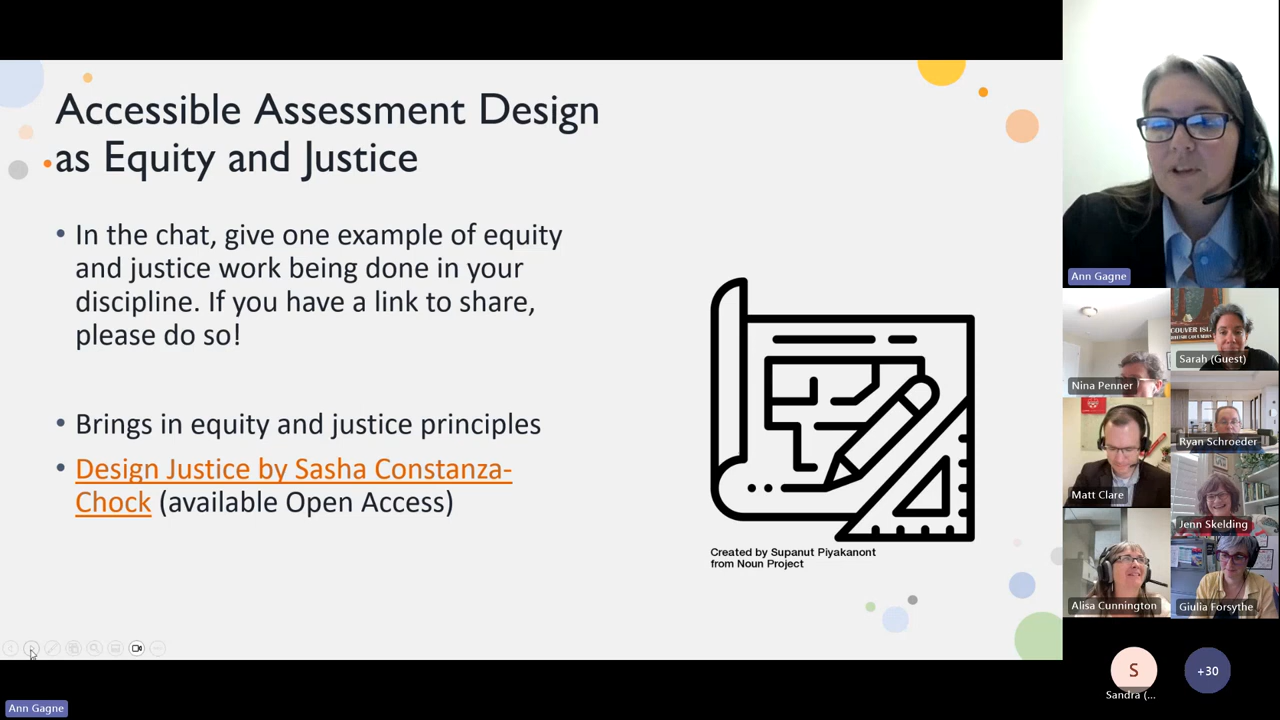 Accessible Assessment Design
as Equity and Justice
• In the chat, give one example of equity
and justice work being done in your
discipline. If you have a link to share,
please do so!
• Brings in equity and justice principles
• Design Justice by Sasha Constanza-
Chock (available Open Access)
Created by Supanut Piyakanont
from Noun Project
Ann Gagne
Nina Penner
Sarah (Guest)
Matt Clare
Ryan Schroeder
Jenn Skelding
Alisa Cunnington
Giulia Forsythe
S
Sandra (...
+30
Ann Gagne